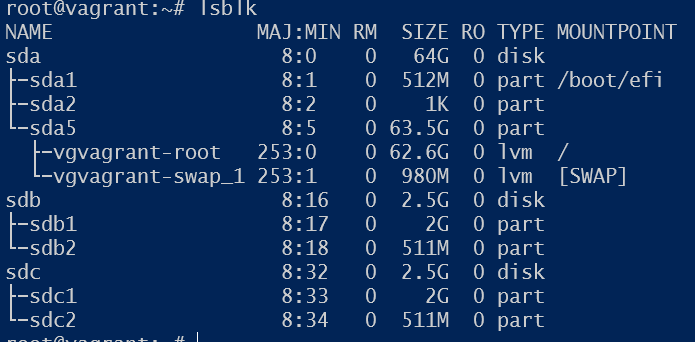 root@vagrant:~# lsblk
NAME                 MAJ:MIN RM  SIZE RO TYPE MOUNTPOINT
sda                    8:0    0   64G  0 disk
├─sda1                 8:1    0  512M  0 part /boot/efi
├─sda2                 8:2    0    1K  0 part
└─sda5                 8:5    0 63.5G  0 part
  ├─vgvagrant-root   253:0    0 62.6G  0 lvm  /
  └─vgvagrant-swap_1 253:1    0  980M  0 lvm  [SWAP]
sdb                    8:16   0  2.5G  0 disk
├─sdb1                 8:17   0    2G  0 part
└─sdb2                 8:18   0  511M  0 part
sdc                    8:32   0  2.5G  0 disk
├─sdc1                 8:33   0    2G  0 part
└─sdc2                 8:34   0  511M  0 part
root@vagrant:~#